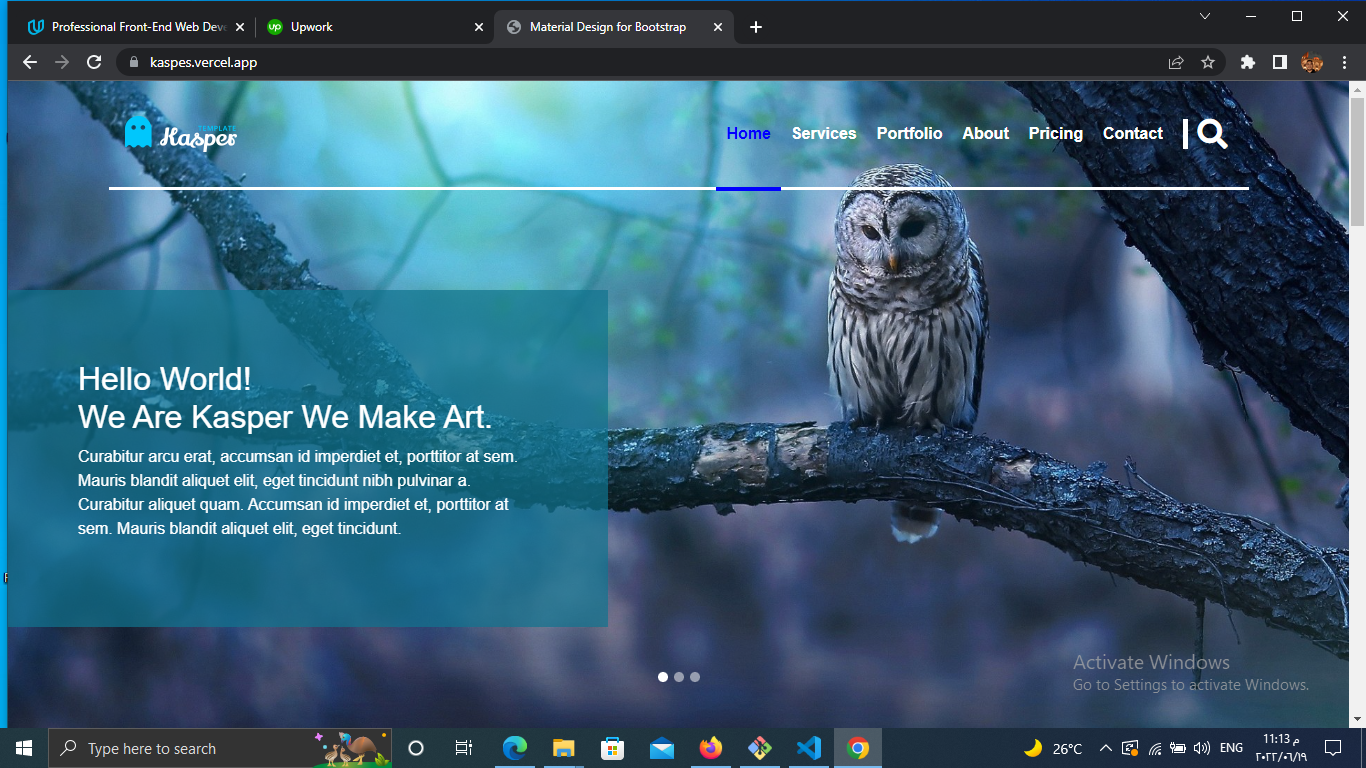 Professional Front-End Web Deve
Upwork
Material Design for Bootstrap
kaspes.vercel.app
TEMPLATE
Kasper
Home Services Portfolio About Pricing Contact
Hello World!
We Are Kasper We Make Art.
Curabitur arcu erat, accumsan id imperdiet et, porttitor at sem.
Mauris blandit aliquet elit, eget tincidunt nibh pulvinar a.
Curabitur aliquet quam. Accumsan id imperdiet et, porttitor at
sem. Mauris blandit aliquet elit, eget tincidunt.
Activate Windows
Go to Settings to activate Windows.
Type here to search
26°C
ENG
١١:١٣ م
٢٠٢٢/٠٦/١٩